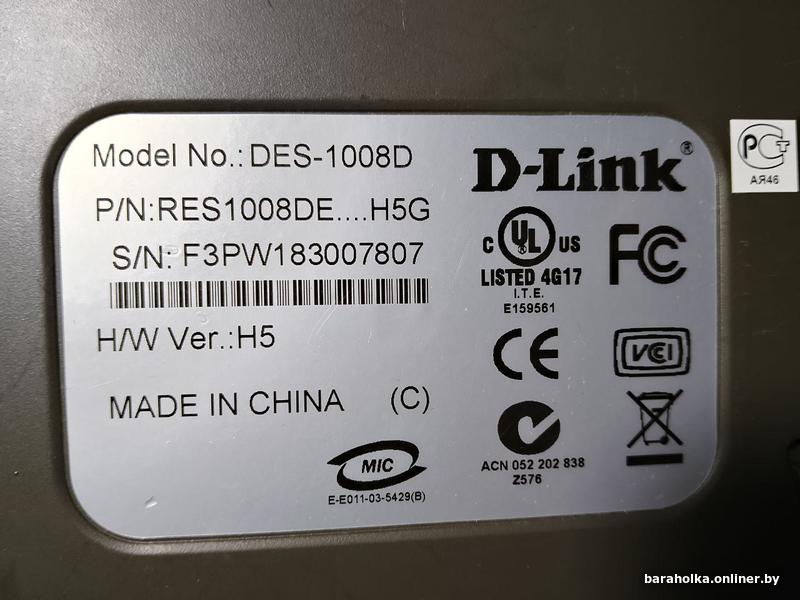 Model No.: DES-1008D
P/N:RES1008DE....H5G
S/N: F3PW183007807
H/W Ver.:H5
MADE IN CHINA (C)
MIC
E-E011-03-5429(B)
D-Link®
C UL US
LISTED 4G17
I.T.E.
E159561
FC
CE
VCI
ACN 052 202 838
Z576
РСТ
АЯ46
baraholka.onliner.by